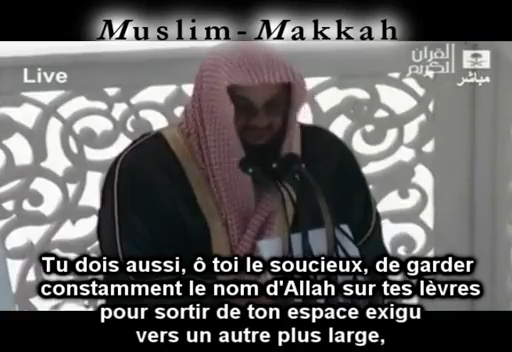 Muslim-Makkah
Live
القرآن
الكريم
مباشر
Tu dois aussi, ô toi le soucieux, de garder
constamment le nom d'Allah sur tes lèvres
pour sortir de ton espace exigu
vers un autre plus large,